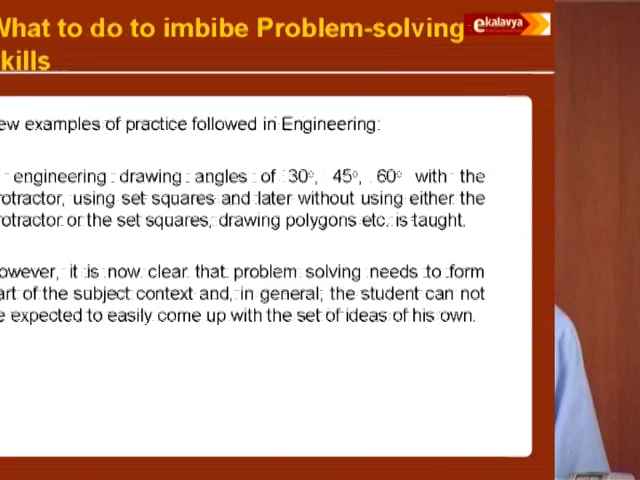 What to do to imbibe Problem-solving
kills
ekalavya
ew examples of practice followed in Engineering:
engineering drawing angles of 30°, 45°, 60° with the
rotractor, using set squares and later without using either the
rotractor or the set squares, drawing polygons etc. is taught.
owever, it is now clear that problem solving needs to form
art of the subject context and, in general, the student can not
e expected to easily come up with the set of ideas of his own.